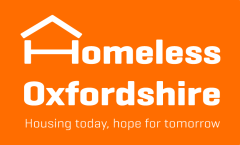 Homeless
Oxfordshire
Housing today, hope for tomorrow